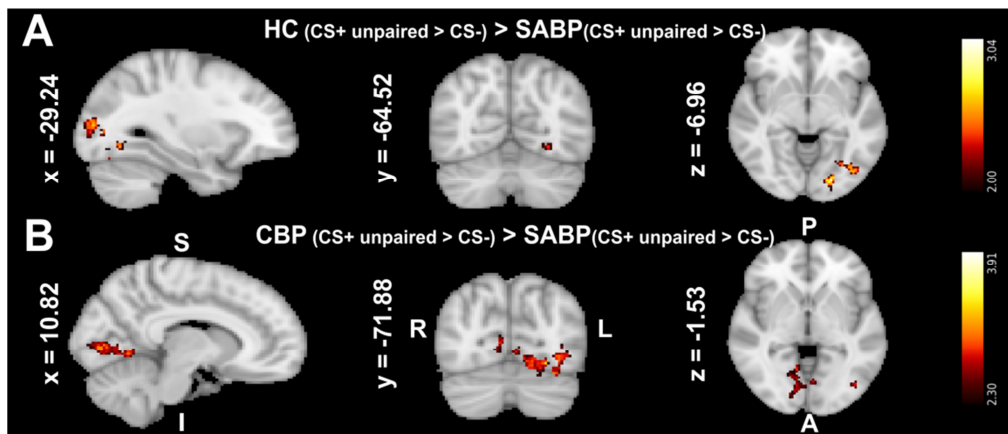 A
HC (CS+ unpaired > CS-) > SABP(CS+ unpaired > CS-)
x = -29.24
y = -64.52
z = -6.96
3.04
2.00
B
CBP (CS+ unpaired > CS-) > SABP(CS+ unpaired > CS-)
S
P
x = 10.82
y = -71.88
R
L
z = -1.53
3.91
2.30
I
A